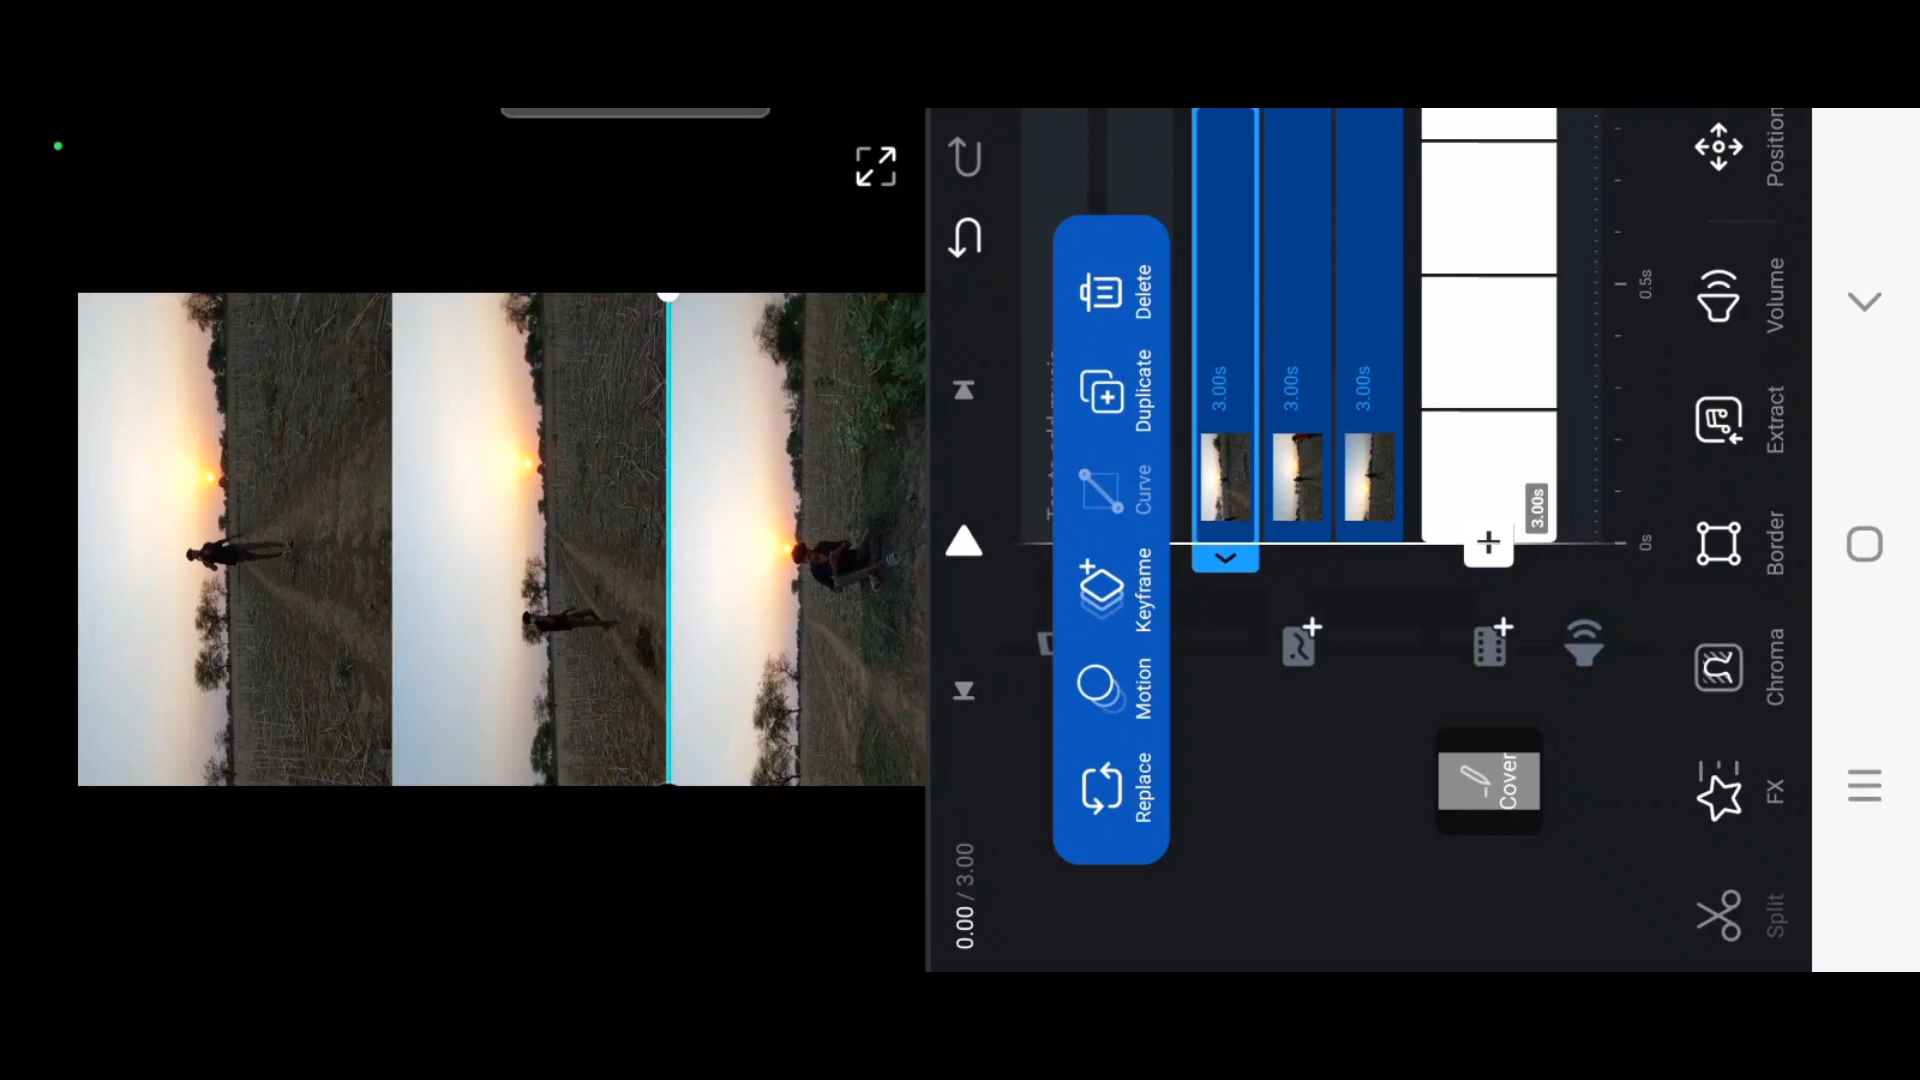 0.00 / 3.00
Replace
Motion
Keyframe
Curve
Duplicate
Delete
3.00s
3.00s
3.00s
Cover
3.00s
0s
0.5s
Split
FX
Chroma
Border
Extract
Volume
Position